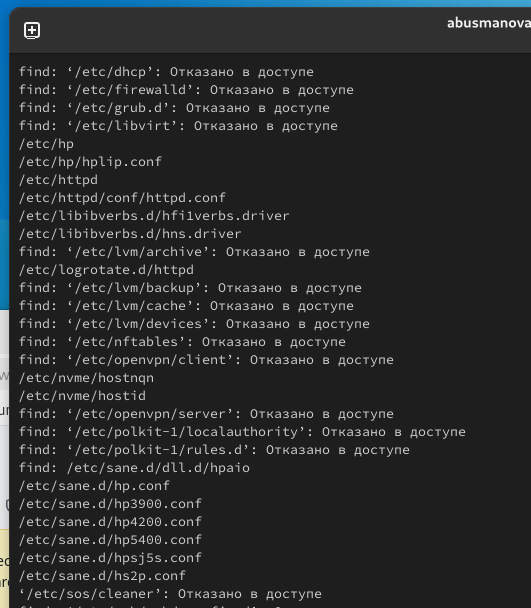 abusmanova
find: ‘/etc/dhcp’: Отказано в доступе
find: ‘/etc/firewalld’: Отказано в доступе
find: ‘/etc/grub.d’: Отказано в доступе
find: ‘/etc/libvirt’: Отказано в доступе
/etc/hp
/etc/hp/hplip.conf
/etc/httpd
/etc/httpd/conf/httpd.conf
/etc/libibverbs.d/hfi1verbs.driver
/etc/libibverbs.d/hns.driver
find: ‘/etc/lvm/archive’: Отказано в доступе
/etc/logrotate.d/httpd
find: ‘/etc/lvm/backup’: Отказано в доступе
find: ‘/etc/lvm/cache’: Отказано в доступе
find: ‘/etc/lvm/devices’: Отказано в доступе
find: ‘/etc/nftables’: Отказано в доступе
find: ‘/etc/openvpn/client’: Отказано в доступе
/etc/nvme/hostnqn
/etc/nvme/hostid
find: ‘/etc/openvpn/server’: Отказано в доступе
find: ‘/etc/polkit-1/localauthority’: Отказано в доступе
find: ‘/etc/polkit-1/rules.d’: Отказано в доступе
find: /etc/sane.d/dll.d/hpaio
/etc/sane.d/hp.conf
/etc/sane.d/hp3900.conf
/etc/sane.d/hp4200.conf
/etc/sane.d/hp5400.conf
/etc/sane.d/hpsj5s.conf
/etc/sane.d/hs2p.conf
‘/etc/sos/cleaner’: Отказано в доступе